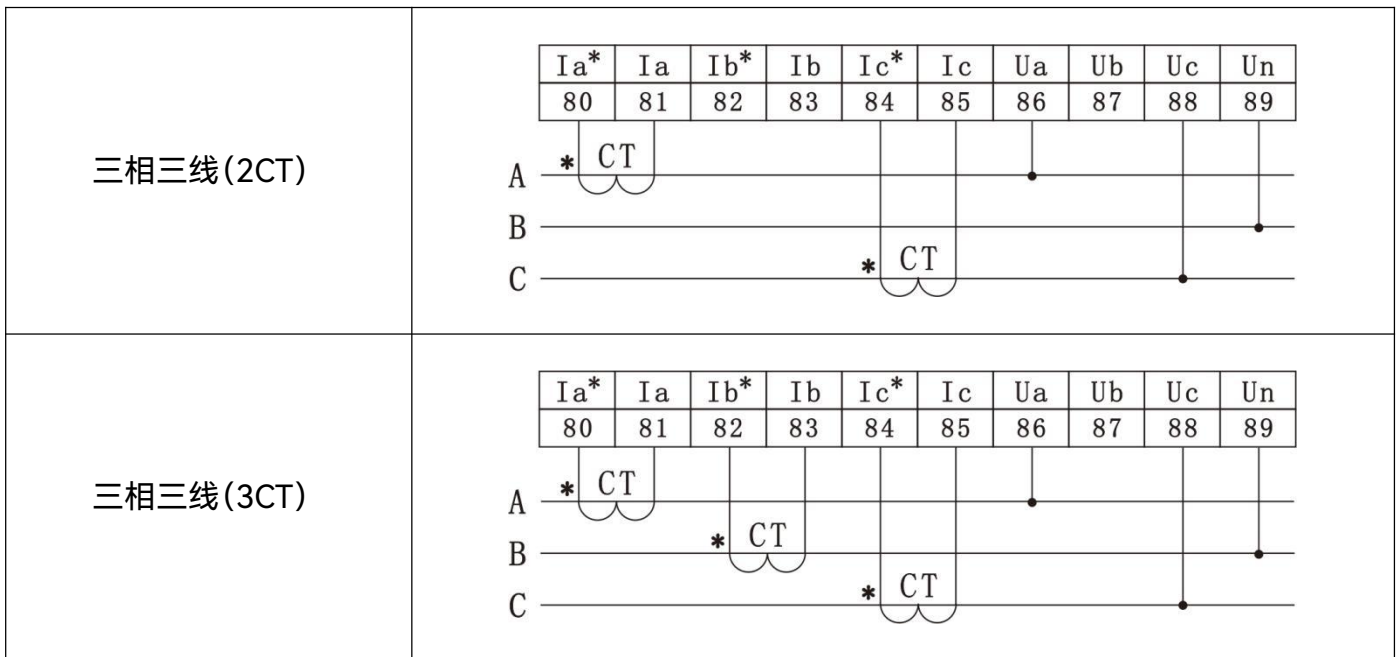 三相三线(2CT)
Ia* Ia Ib* Ib Ic* Ic Ua Ub Uc Un
80 81 82 83 84 85 86 87 88 89
* CT
A
B
* CT
C
三相三线(3CT)
Ia* Ia Ib* Ib Ic* Ic Ua Ub Uc Un
80 81 82 83 84 85 86 87 88 89
* CT
A
* CT
B
* CT
C